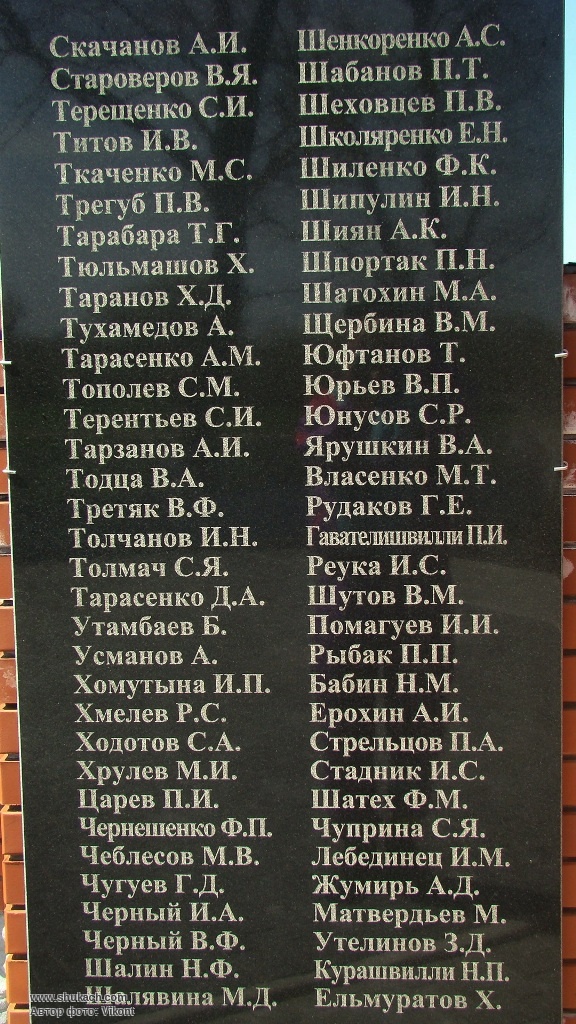 Скачанов А.И.
Староверов В.Я.
Терещенко С.И.
Титов И.В.
Ткаченко М.С.
Трегуб П.В.
Тарабара Т.Г.
Тюльмашов Х.
Таранов Х.Д.
Тухамедов А.
Тарасенко А.М.
Тополев С.М.
Терентьев С.И.
Тарзанов А.И.
Тодца В.А.
Третяк В.Ф.
Толчанов И.Н.
Толмач С.Я.
Тарасенко Д.А.
Утамбаев Б.
Усманов А.
Хомутына И.П.
Хмелев Р.С.
Ходотов С.А.
Хрулев М.И.
Царев П.И.
Чернешенко Ф.П.
Чеблесов М.В.
Чугуев Г.Д.
Черный И.А.
Черный В.Ф.
Шалин Н.Ф.
Шалявина М.Д.
Шенкоренко А.С.
Шабанов П.Т.
Шеховцев П.В.
Школяренко Е.Н.
Шиленко Ф.К.
Шипулин И.Н.
Шиян А.К.
Шпортак П.Н.
Шатохин М.А.
Щербина В.М.
Юфтанов Т.
Юрьев В.П.
Юнусов С.Р.
Ярушкин В.А.
Власенко М.Т.
Рудаков Г.Е.
Гавателишвилли П.И.
Реука И.С.
Шутов В.М.
Помагуев И.И.
Рыбак П.П.
Бабин Н.М.
Ерохин А.И.
Стрельцов П.А.
Стадник И.С.
Шатех Ф.М.
Чуприна С.Я.
Лебединец И.М.
Жумирь А.Д.
Матвердьев М.
Утелинов З.Д.
Курашвилли Н.П.
Ельмуратов Х.
www.shukach.com
Автор фото: Vikont